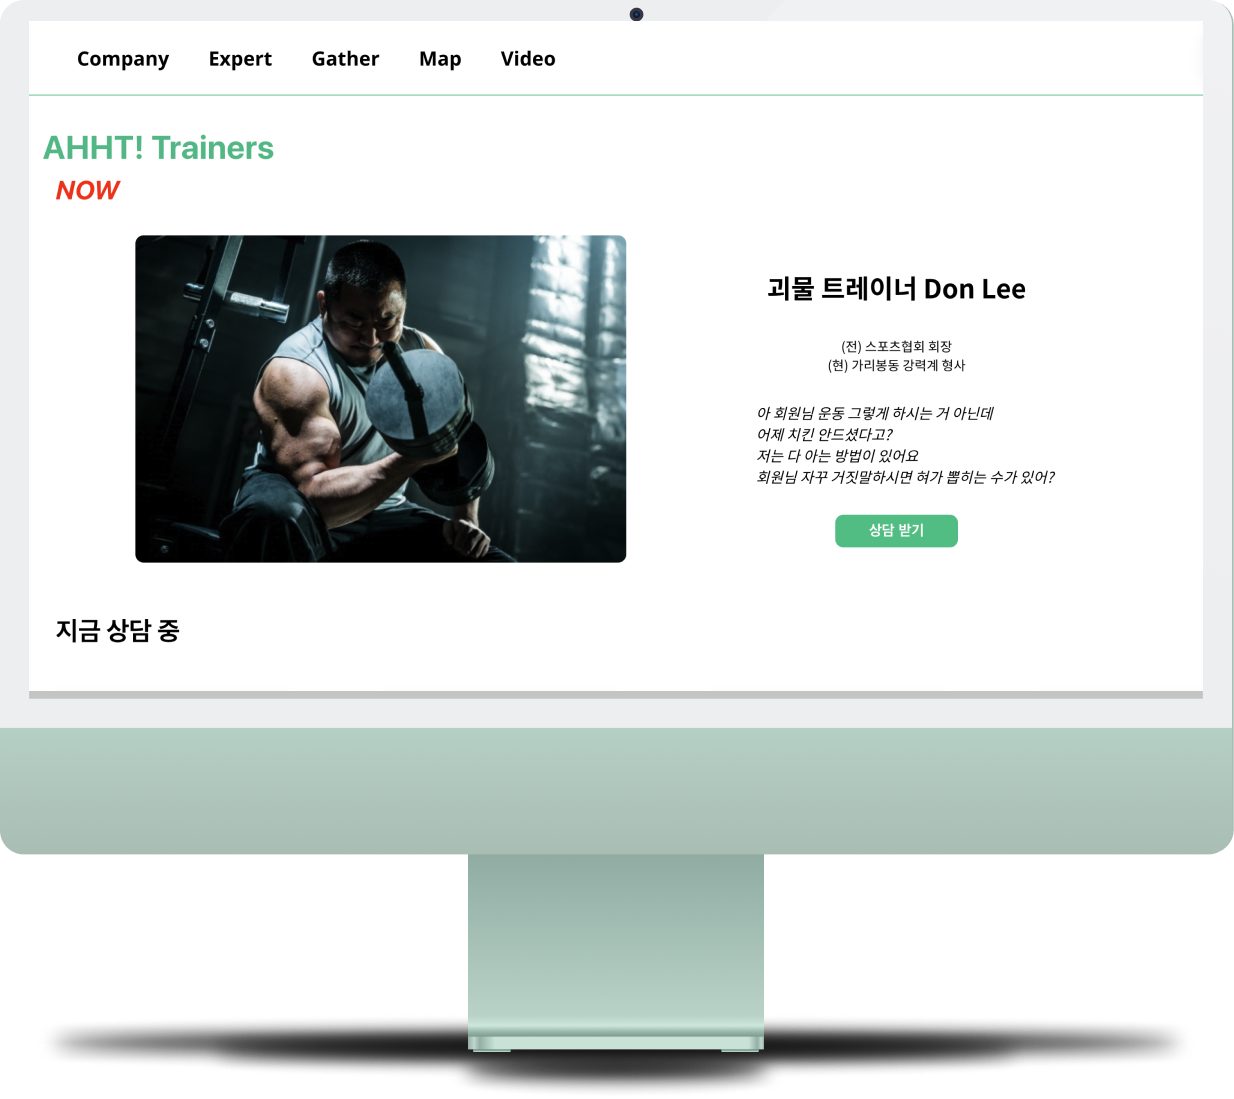 Company Expert Gather Map Video
AHHT! Trainers
NOW
괴물 트레이너 Don Lee
(전) 스포츠협회 회장
(현) 가리봉동 강력계 형사
아 회원님 운동 그렇게 하시는 거 아닌데
어제 치킨 안드셨다고?
저는 다 아는 방법이 있어요
회원님 자꾸 거짓말하시면 혀가 뽑히는 수가 있어?
상담 받기
지금 상담 중